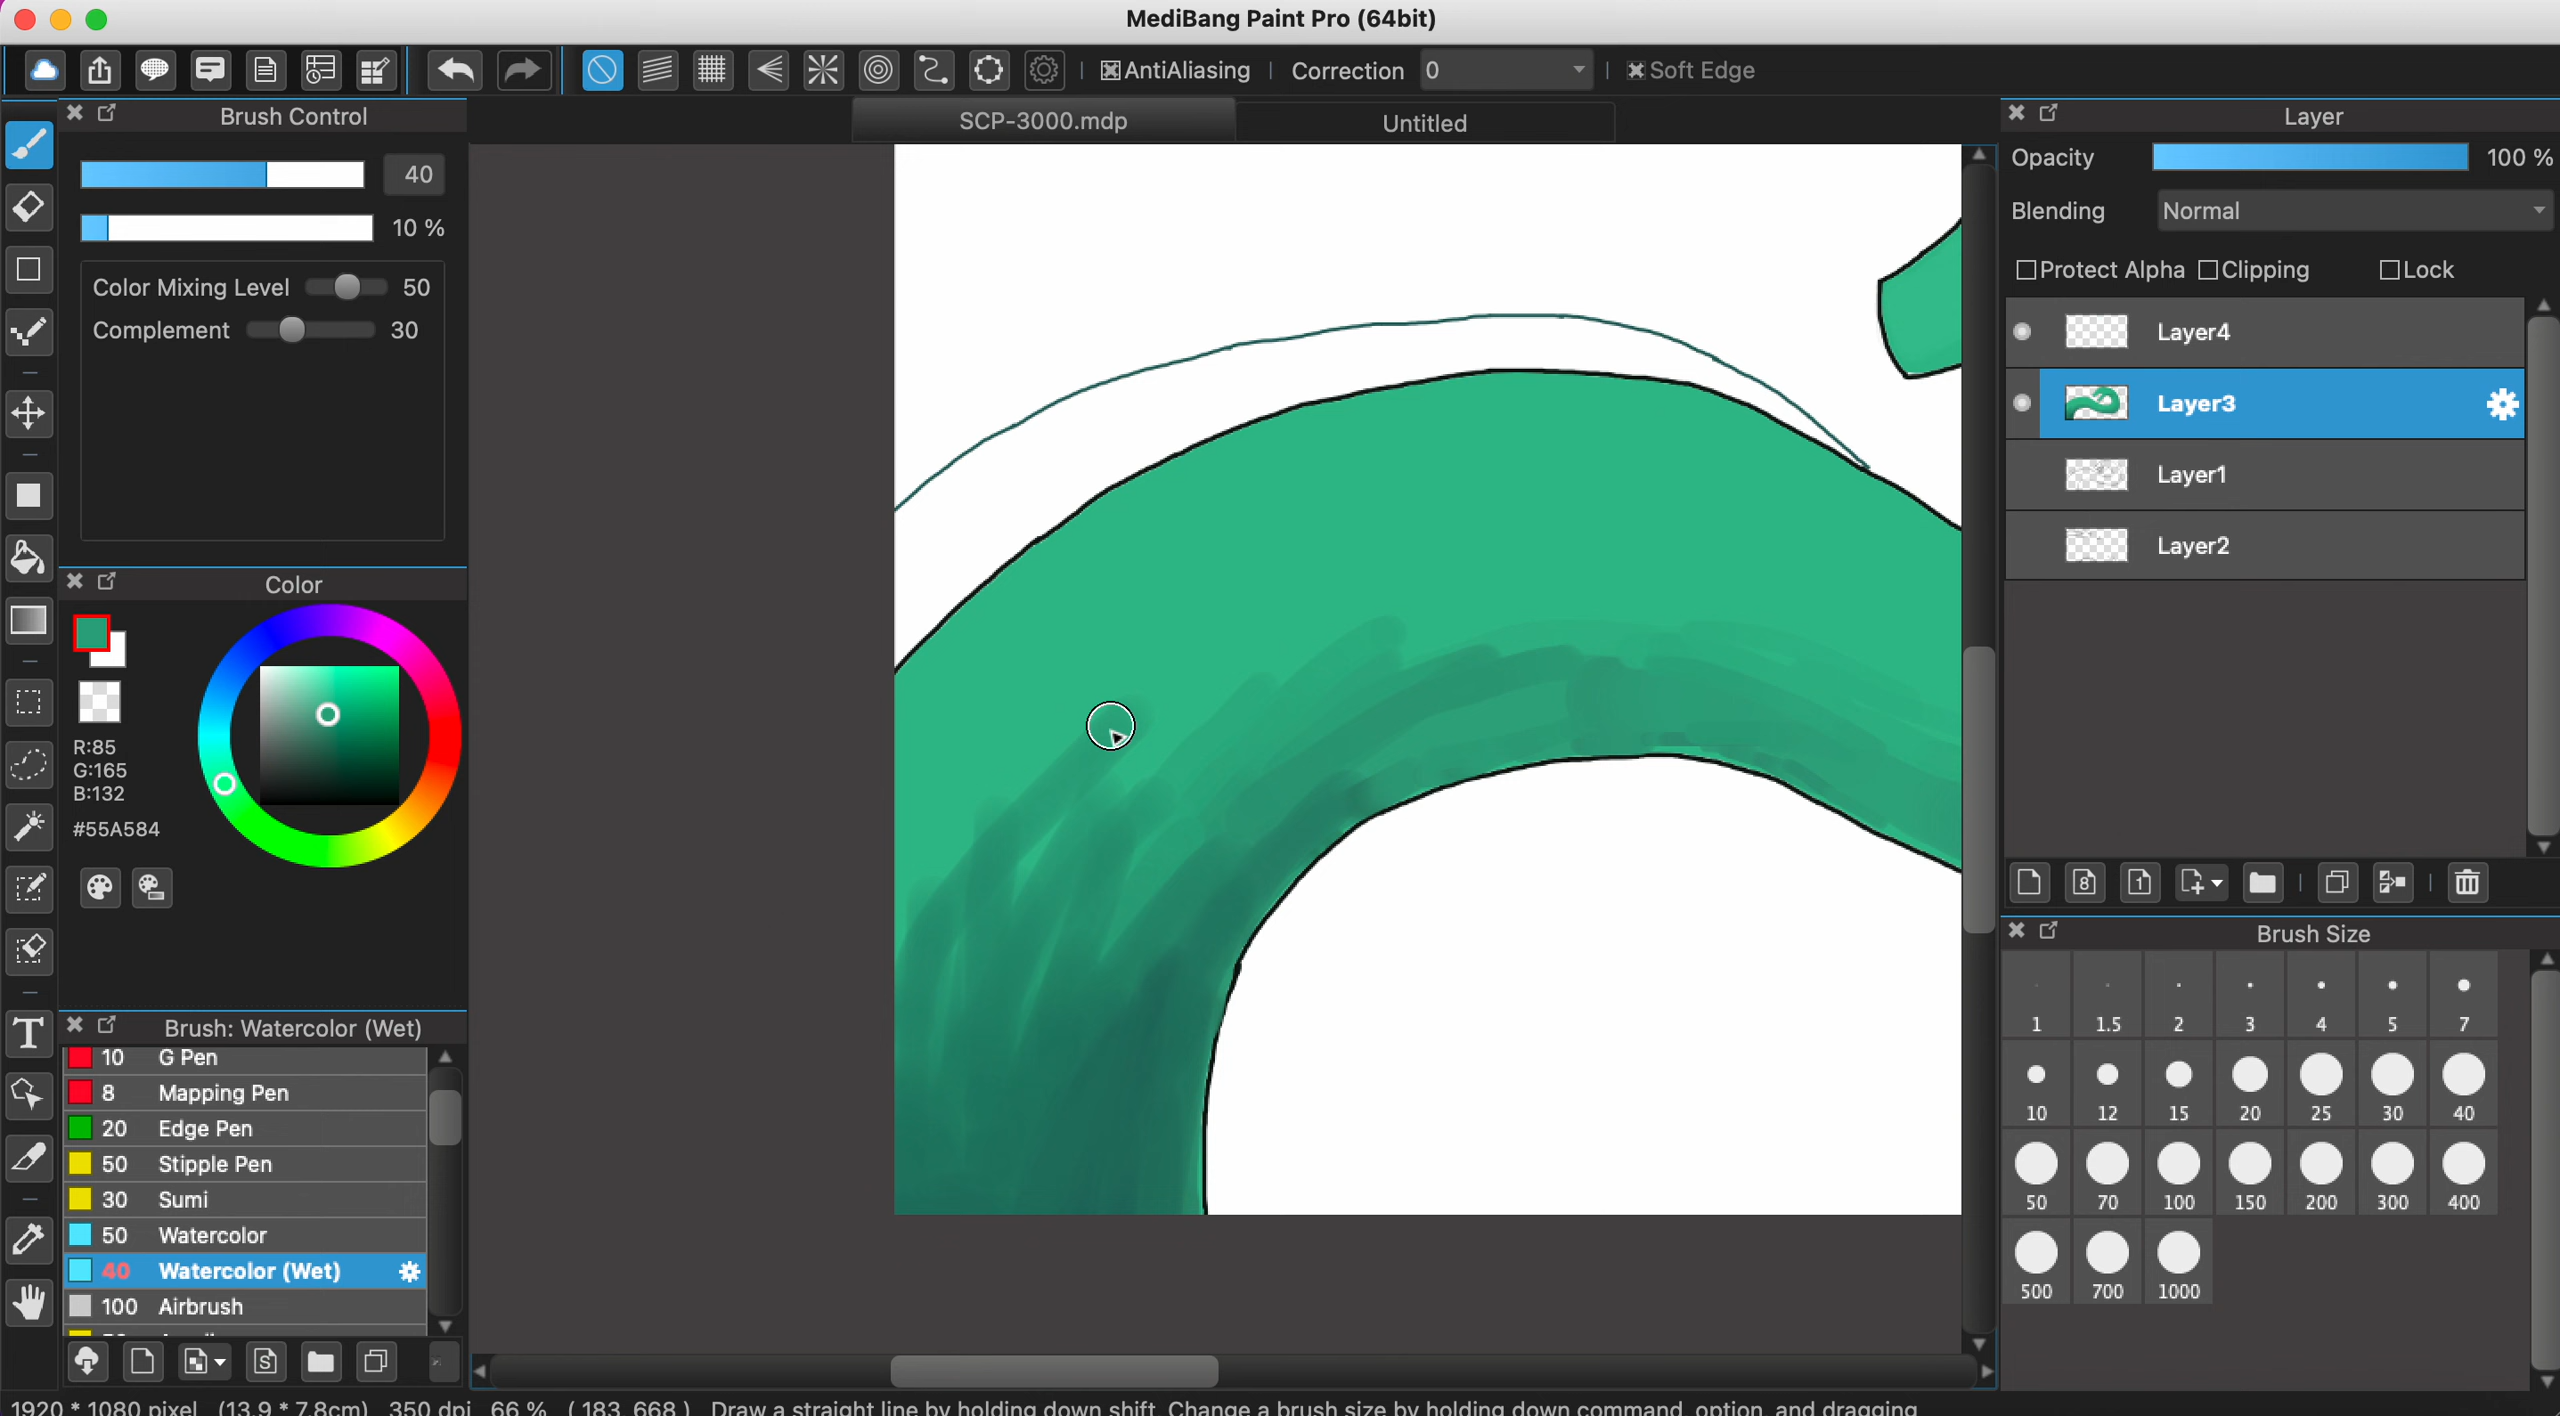 MediBang Paint Pro (64bit)
AntiAliasing
Correction
0
Soft Edge
Brush Control
SCP-3000.mdp
Untitled
Layer
40
10 %
Color Mixing Level 50
Complement 30
Opacity 100 %
Blending Normal
Protect Alpha Clipping Lock
Layer4
Layer3
Layer1
Layer2
8
1
Color
R:85
G:165
B:132
#55A584
Brush Size
1 1.5 2 3 4 5 7
10 12 15 20 25 30 40
50 70 100 150 200 300 400
500 700 1000
Brush: Watercolor (Wet)
10 G Pen
8 Mapping Pen
20 Edge Pen
50 Stipple Pen
30 Sumi
50 Watercolor
40 Watercolor (Wet)
100 Airbrush
T
S
1920 * 1080 pixel (13.9 * 7.8cm) 350 dpi 66 % ( 183, 668 ) Draw a straight line by holding down shift, Change a brush size by holding down command, option, and dragging